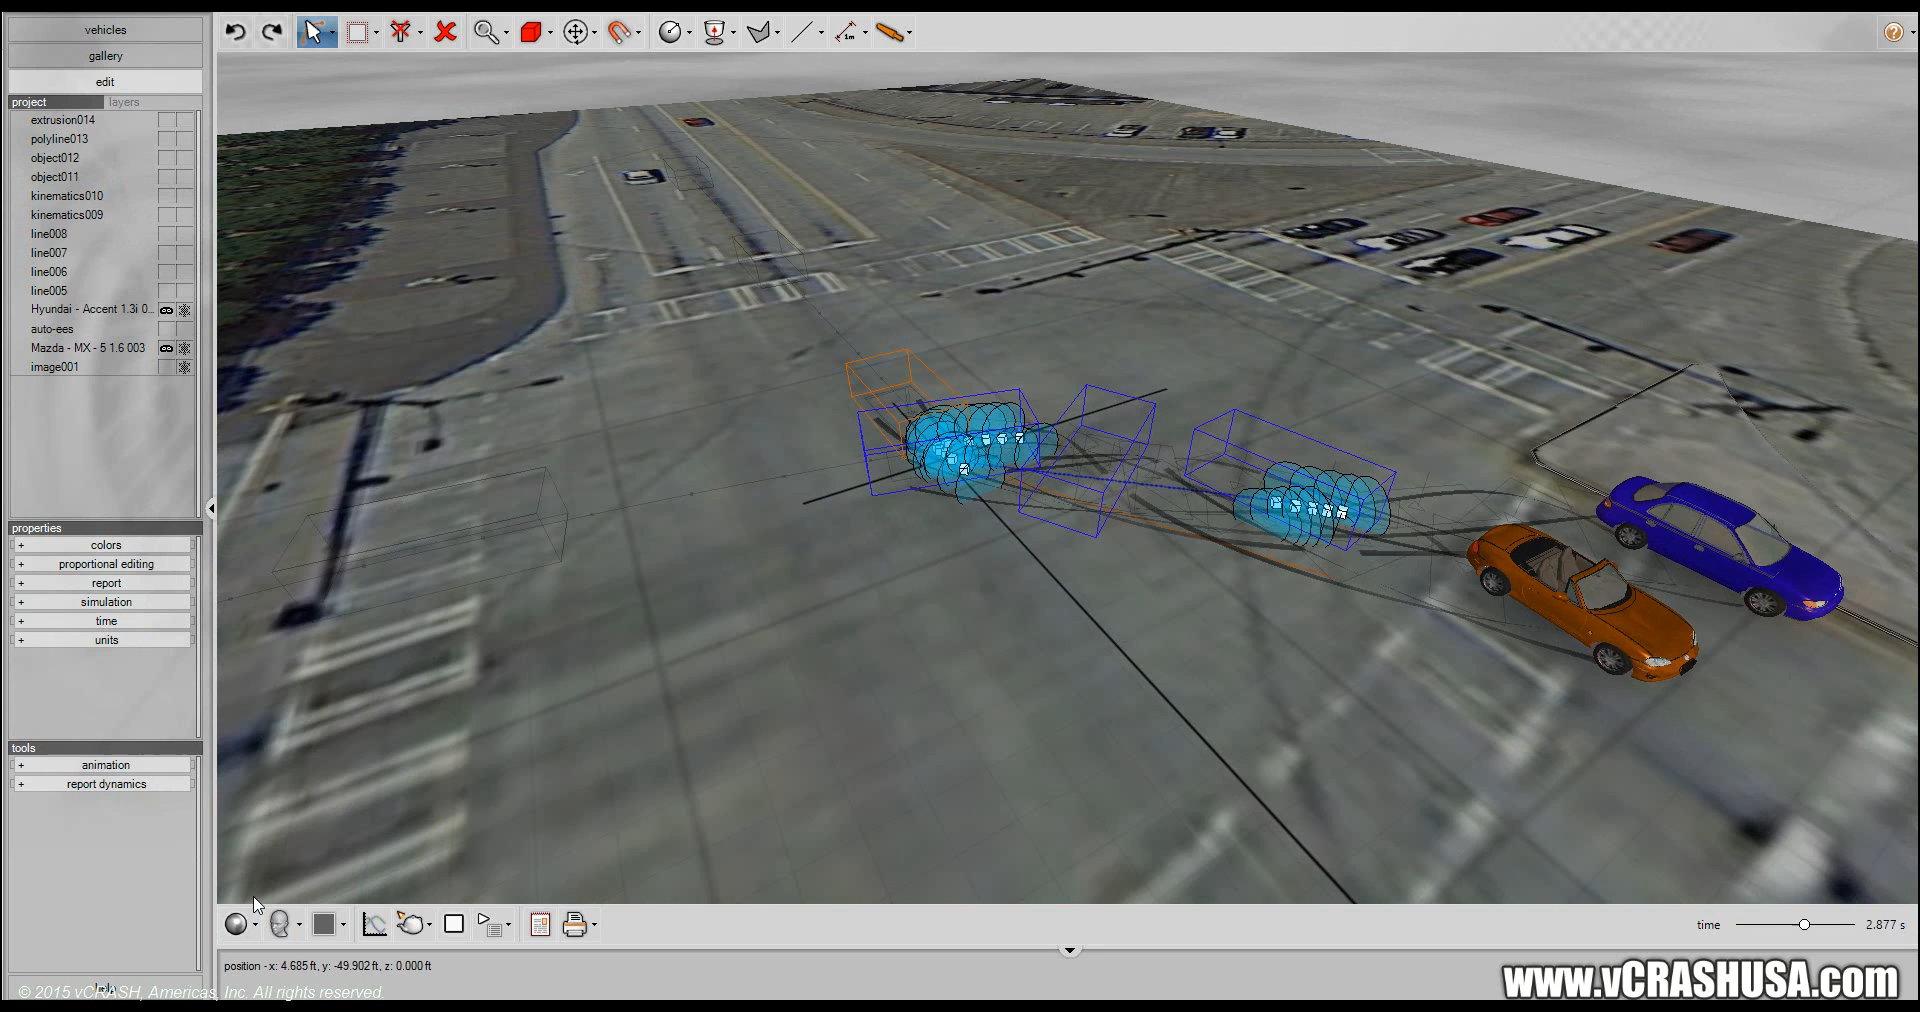 vehicles
gallery
edit
project layers
extrusion014
polyline013
object012
object011
kinematics010
kinematics009
line008
line007
line006
line005
Hyundai - Accent 1.3i 0...
auto-ees
Mazda - MX - 5 1.6 003
image001
properties
+ colors
+ proportional editing
+ report
+ simulation
+ time
+ units
tools
+ animation
+ report dynamics
help
1m
?
time 2.877 s
position - x: 4.685 ft, y: -49.902 ft, z: 0.000 ft
© 2015 vCRASH, Americas, Inc. All rights reserved.
www.vCRASHUSA.com